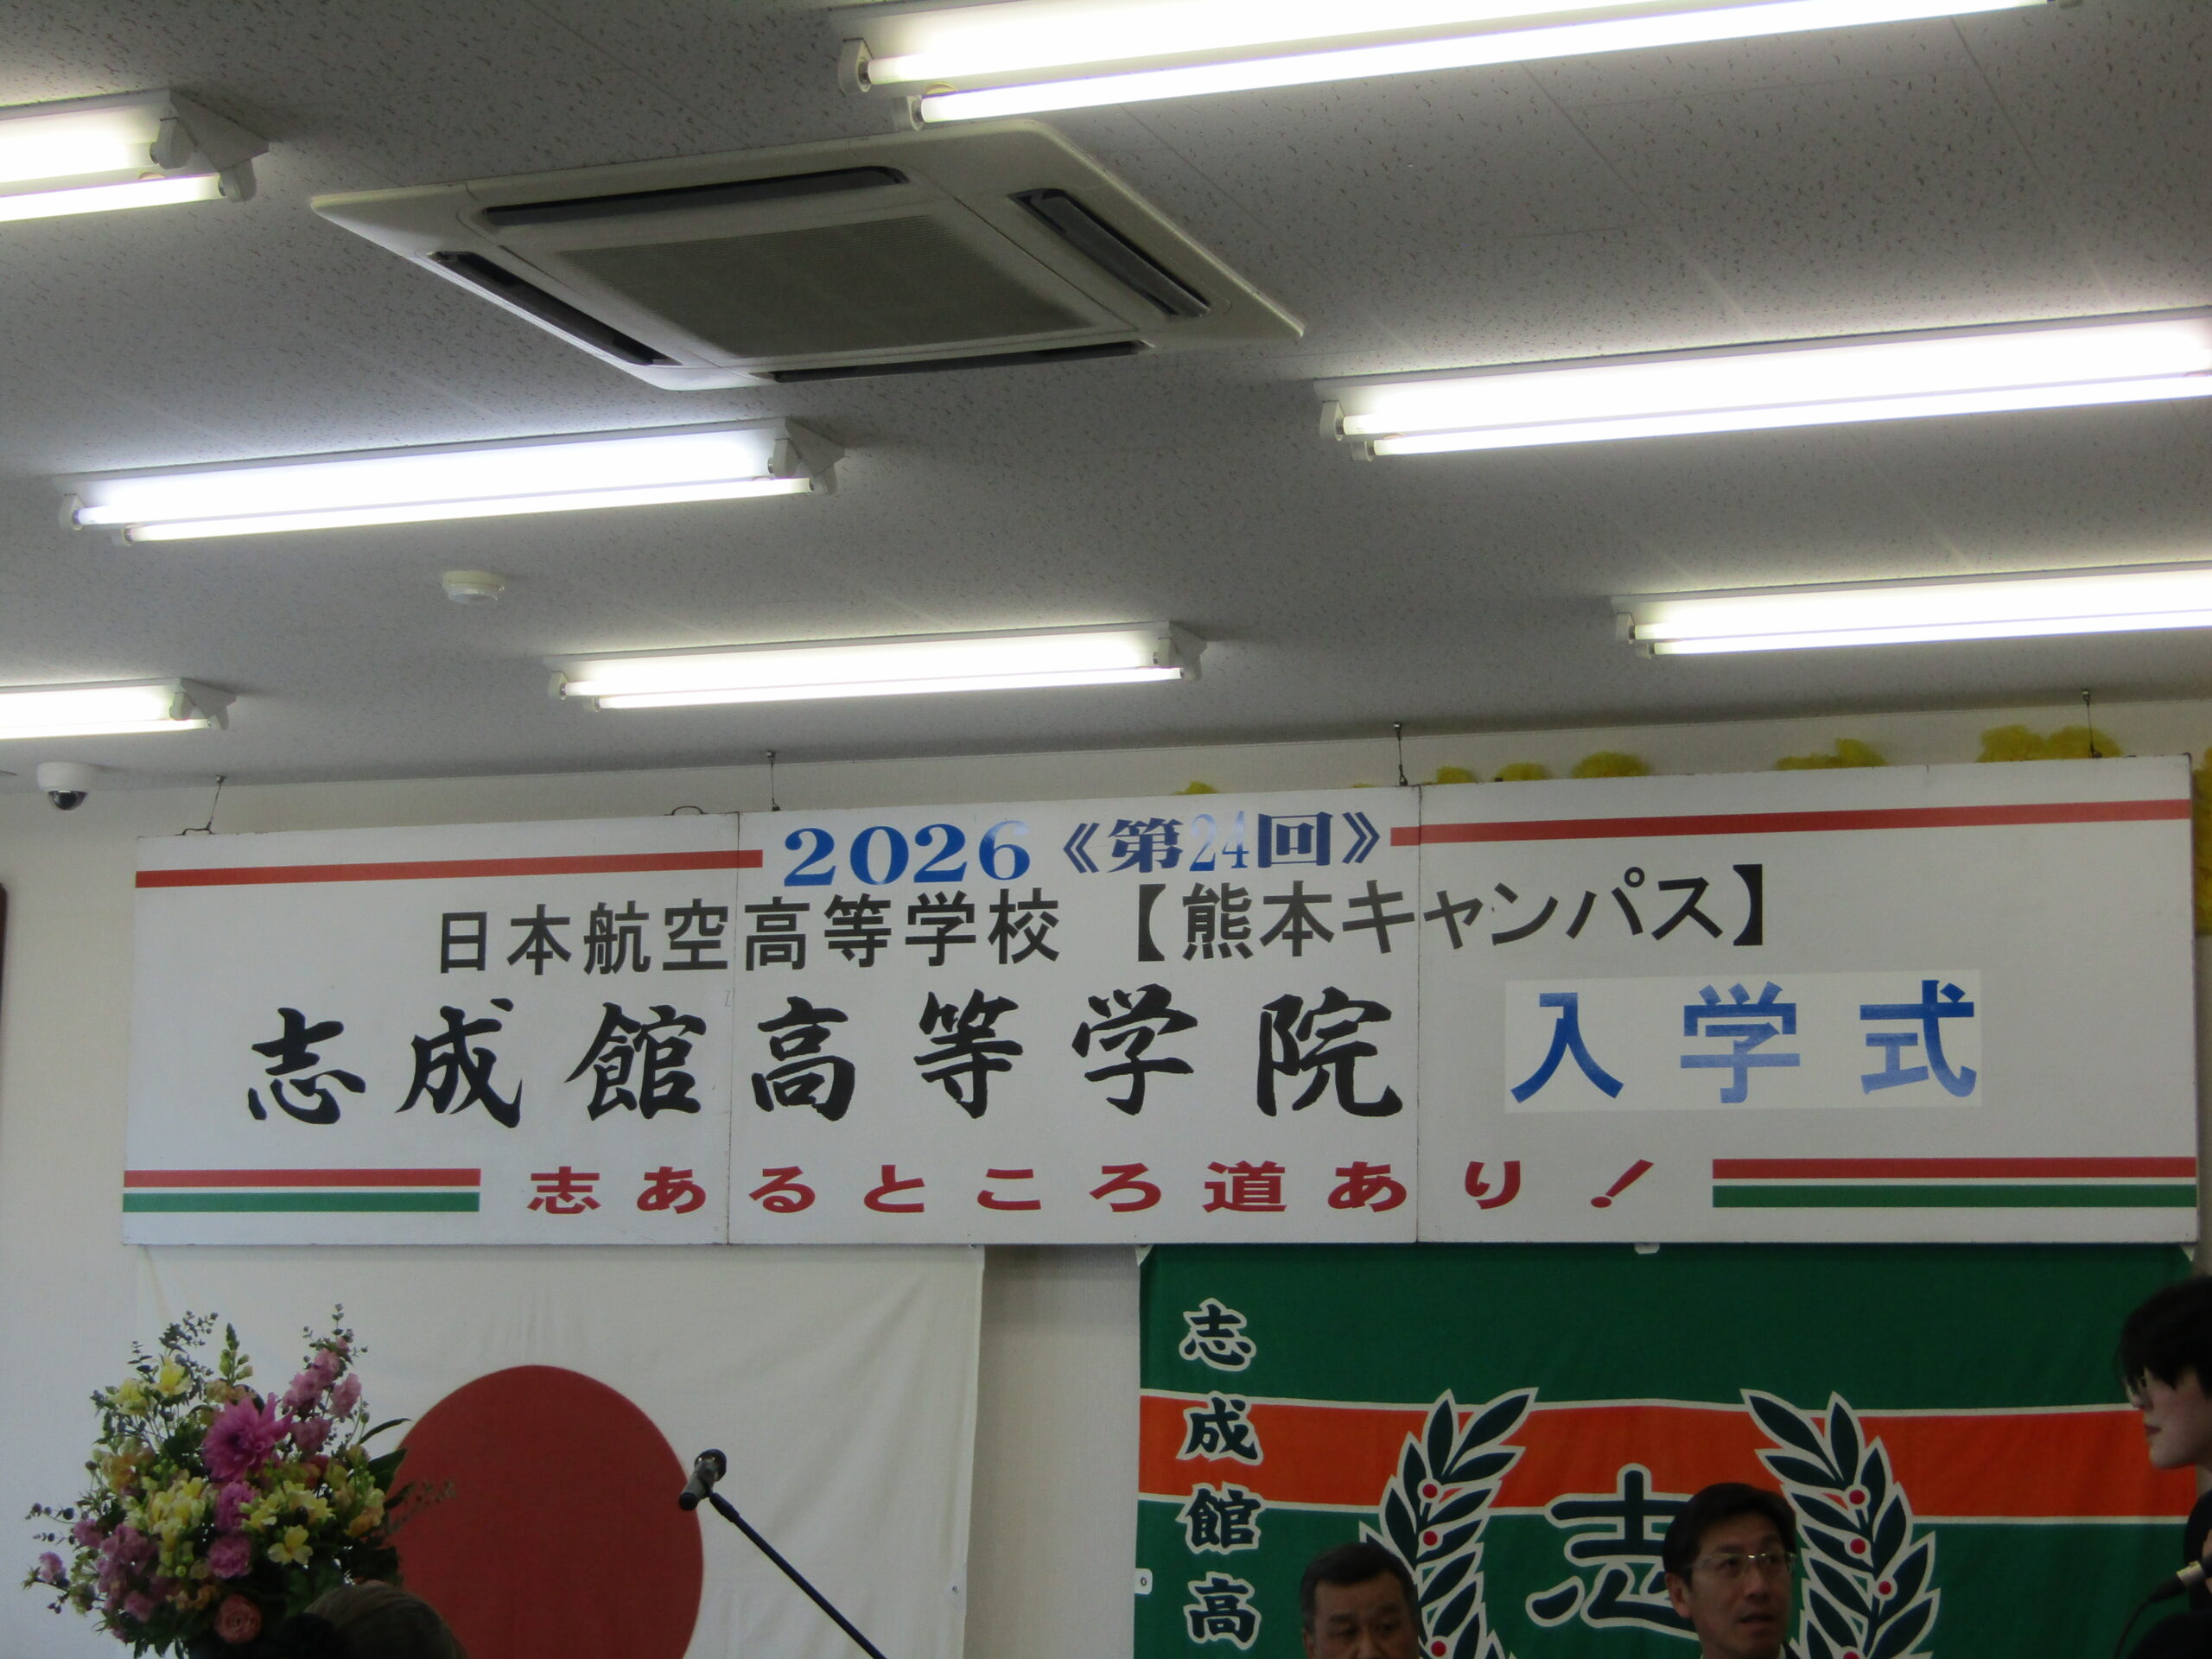 2026《第24回》
日本航空高等学校【熊本キャンパス】
志成館高等学院 入学式
志あるところ道あり！
志成館高
志